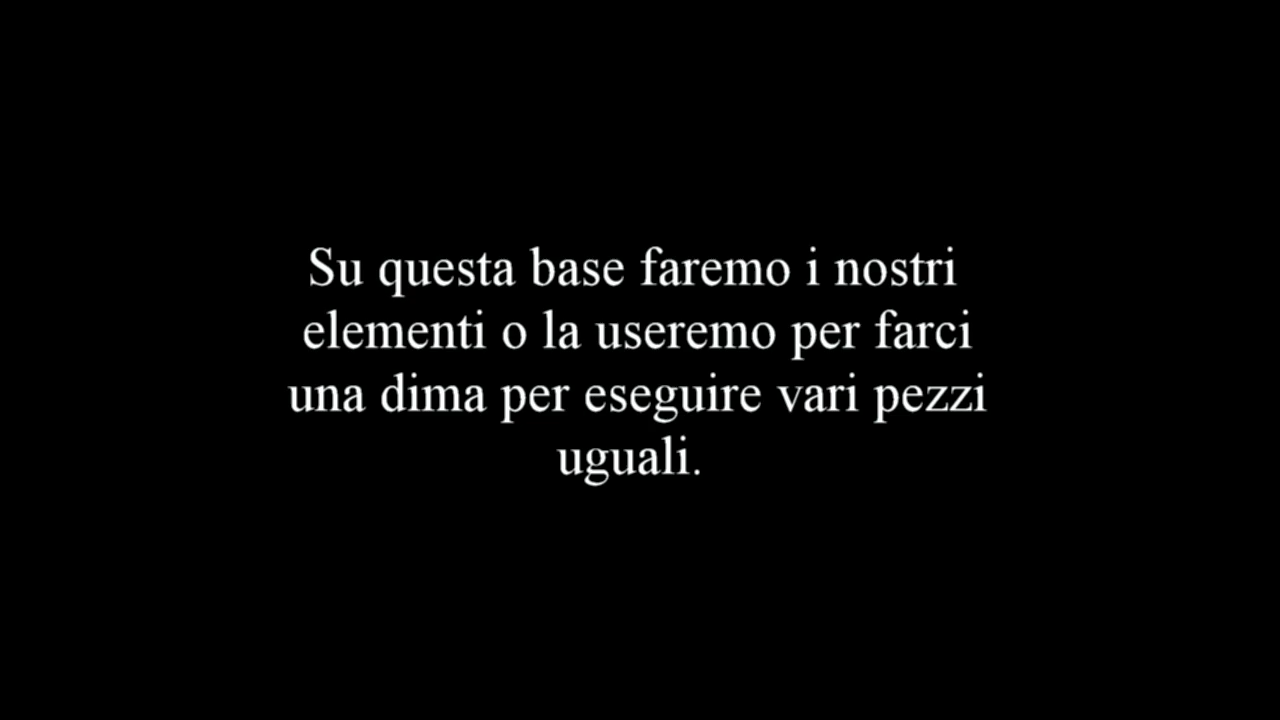 Su questa base faremo i nostri
elementi o la useremo per farci
una dima per eseguire vari pezzi
uguali.